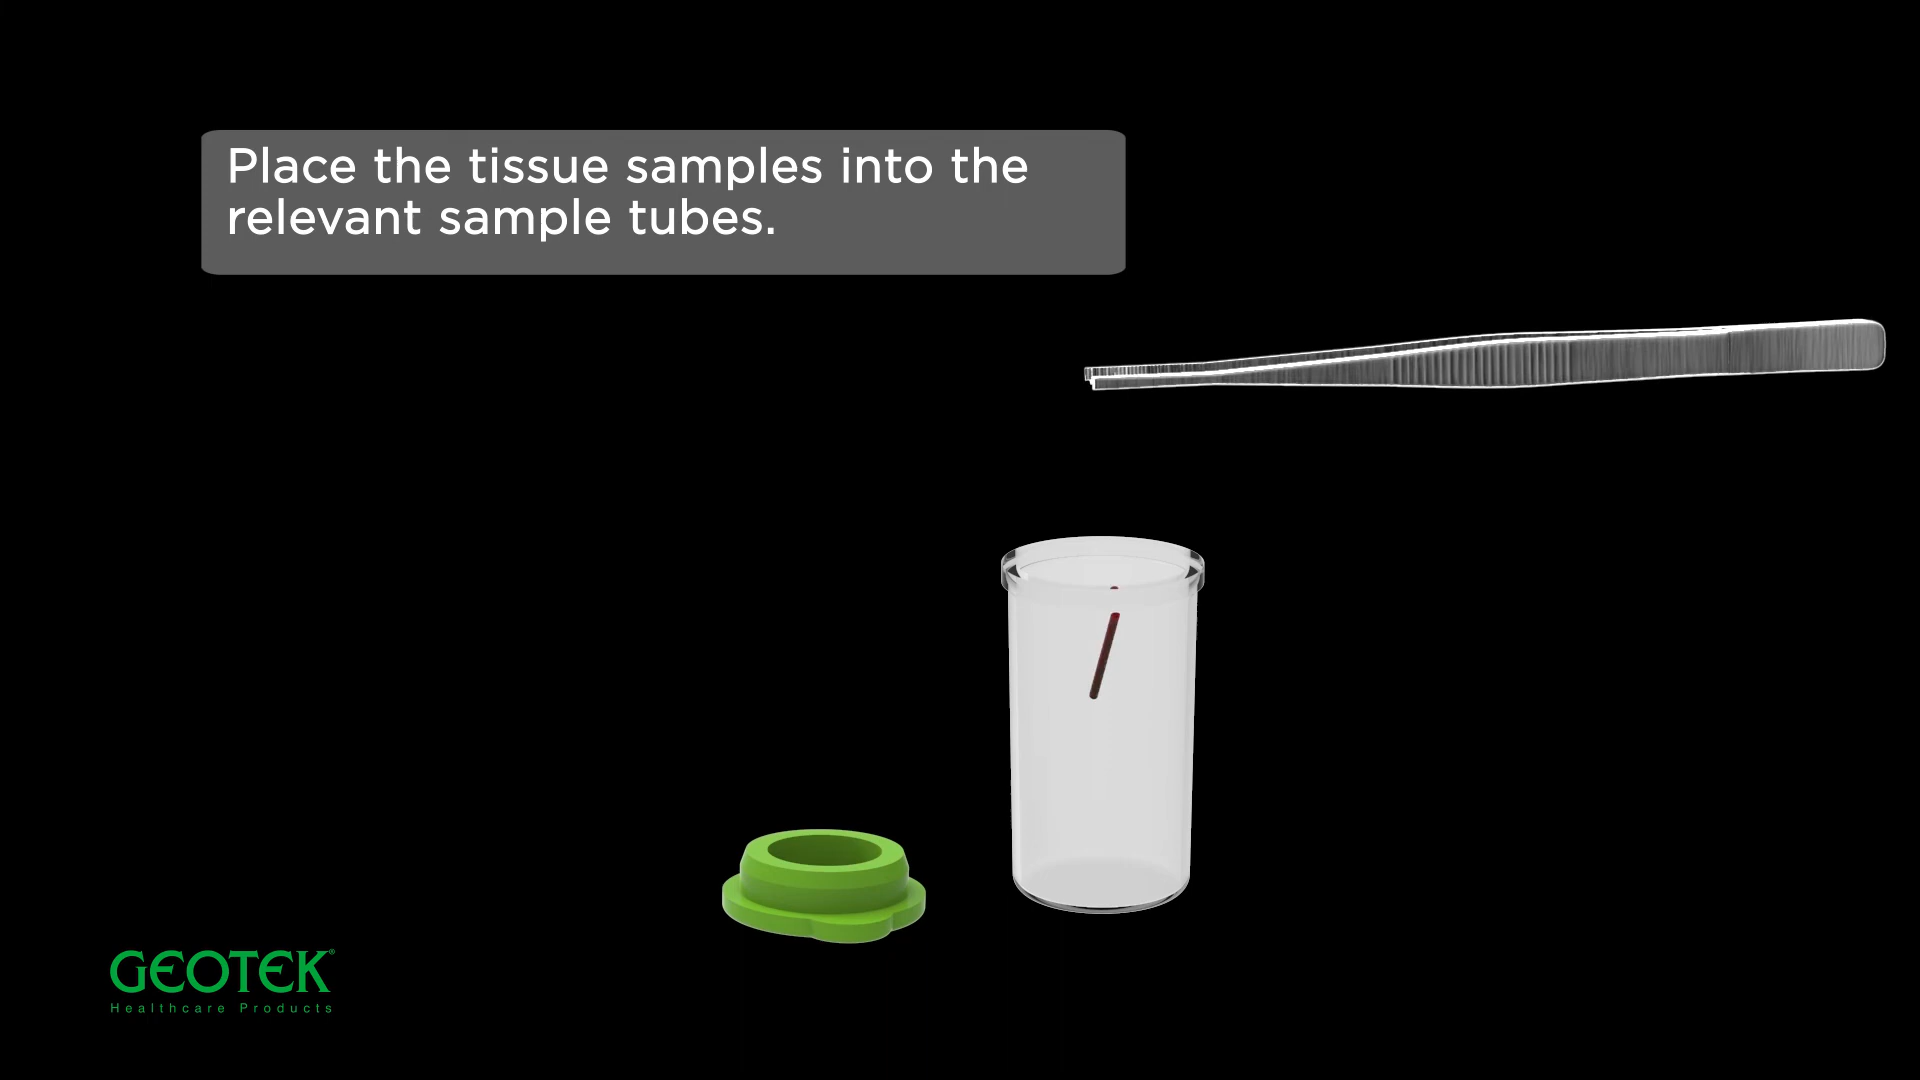 Place the tissue samples into the
relevant sample tubes.
GEOTEK®
Healthcare Products